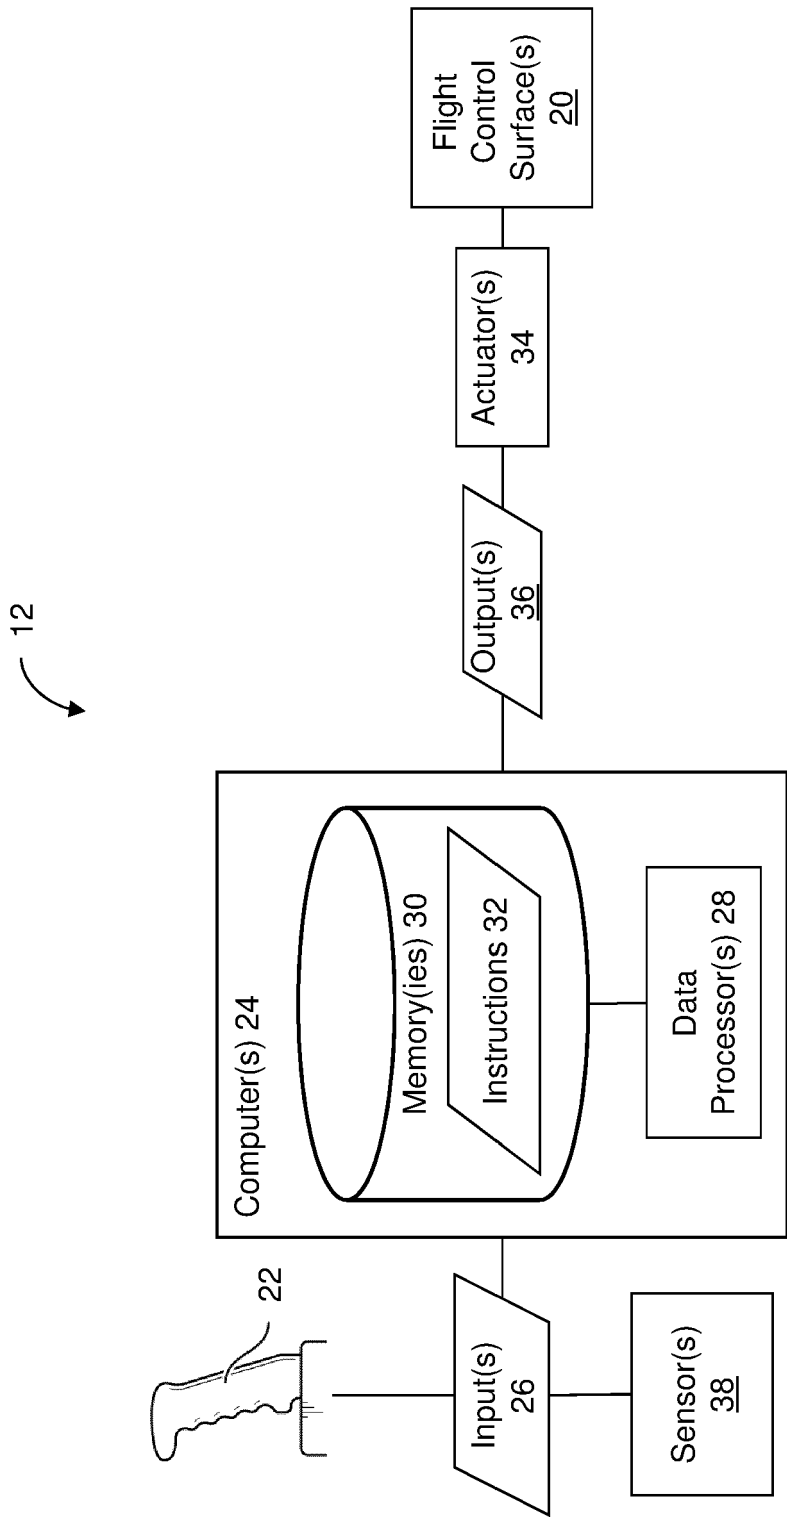 12
22
Computer(s) 24
Memory(ies) 30
Instructions 32
Data
Processor(s) 28
Input(s)
26
Sensor(s)
38
Output(s)
36
Actuator(s)
34
Flight
Control
Surface(s)
20